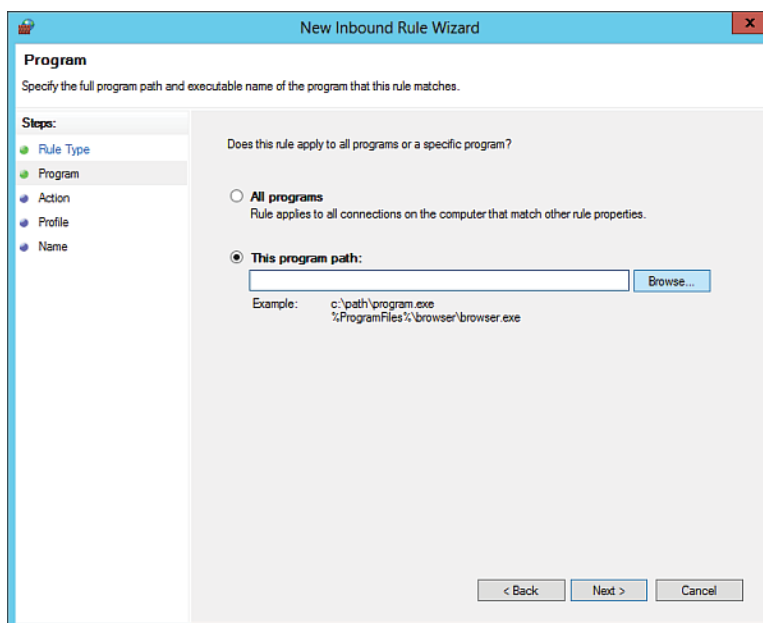 New Inbound Rule Wizard
x
Program
Specify the full program path and executable name of the program that this rule matches.
Steps:
Rule Type
Program
Action
Profile
Name
Does this rule apply to all programs or a specific program?
All programs
Rule applies to all connections on the computer that match other rule properties.
This program path:
Browse...
Example: c:\path\program.exe
%ProgramFiles%\browser\browser.exe
< Back Next > Cancel